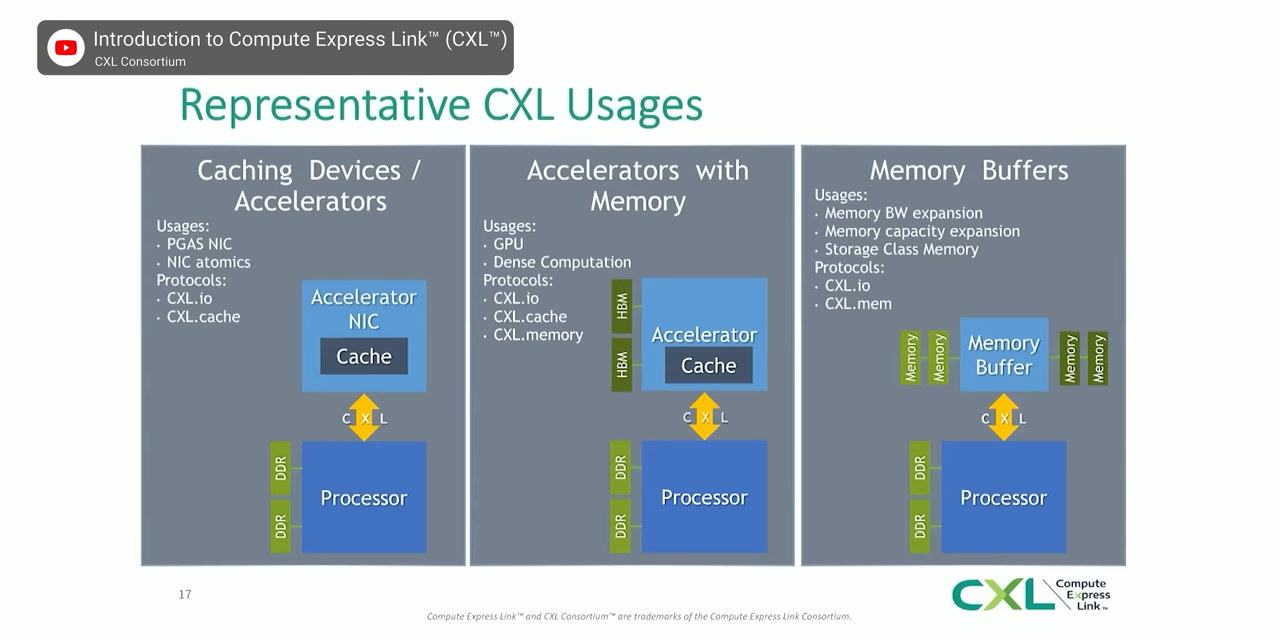 Introduction to Compute Express Link™ (CXL™)
CXL Consortium
Representative CXL Usages
Caching Devices /
Accelerators
Usages:
· PGAS NIC
· NIC atomics
Protocols:
· CXL.io
· CXL.cache
Accelerator
NIC
Cache
C X L
DDR
DDR
Processor
Accelerators with
Memory
Usages:
· GPU
· Dense Computation
Protocols:
· CXL.io
· CXL.cache
· CXL.memory
HBM
HBM
Accelerator
Cache
C X L
DDR
DDR
Processor
Memory Buffers
Usages:
· Memory BW expansion
· Memory capacity expansion
· Storage Class Memory
Protocols:
· CXL.io
· CXL.mem
Memory
Memory
Memory
Buffer
Memory
Memory
C X L
DDR
DDR
Processor
17
Compute Express Link™ and CXL Consortium™ are trademarks of the Compute Express Link Consortium.
CXL
Compute
Express
Link™